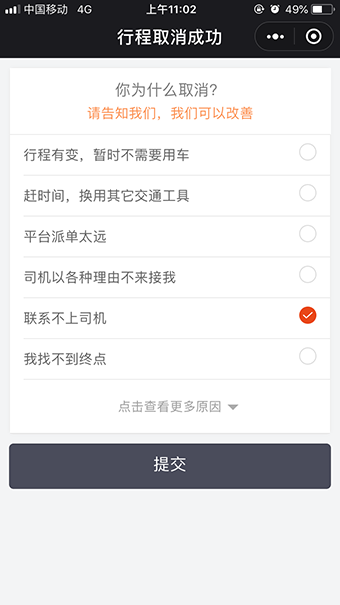 中国移动 4G 上午11:02 49%
行程取消成功
你为什么取消?
请告知我们，我们可以改善
行程有变，暂时不需要用车
赶时间，换用其它交通工具
平台派单太远
司机以各种理由不来接我
联系不上司机
我找不到终点
点击查看更多原因
提交